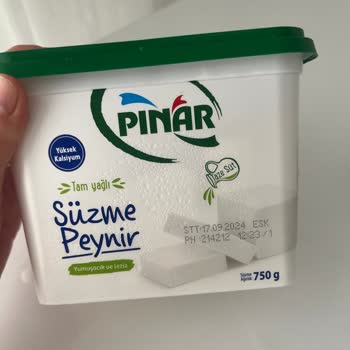 PINAR
Yüksek
Kalsiyum
Taze Süt
Tam yağlı
Süzme
Peynir
STT:17.09.2024 ESK
PH 214212 12:23/1
Yumuşacık ve leziz
750 g